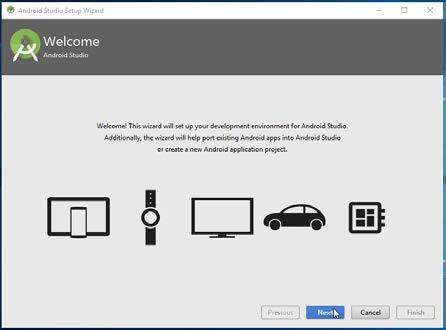 Android Studio Setup Wizard
Welcome
Android Studio
Welcome! This wizard will set up your development environment for Android Studio.
Additionally, the wizard will help port existing Android apps into Android Studio
or create a new Android application project.
Previous Next Cancel Finish